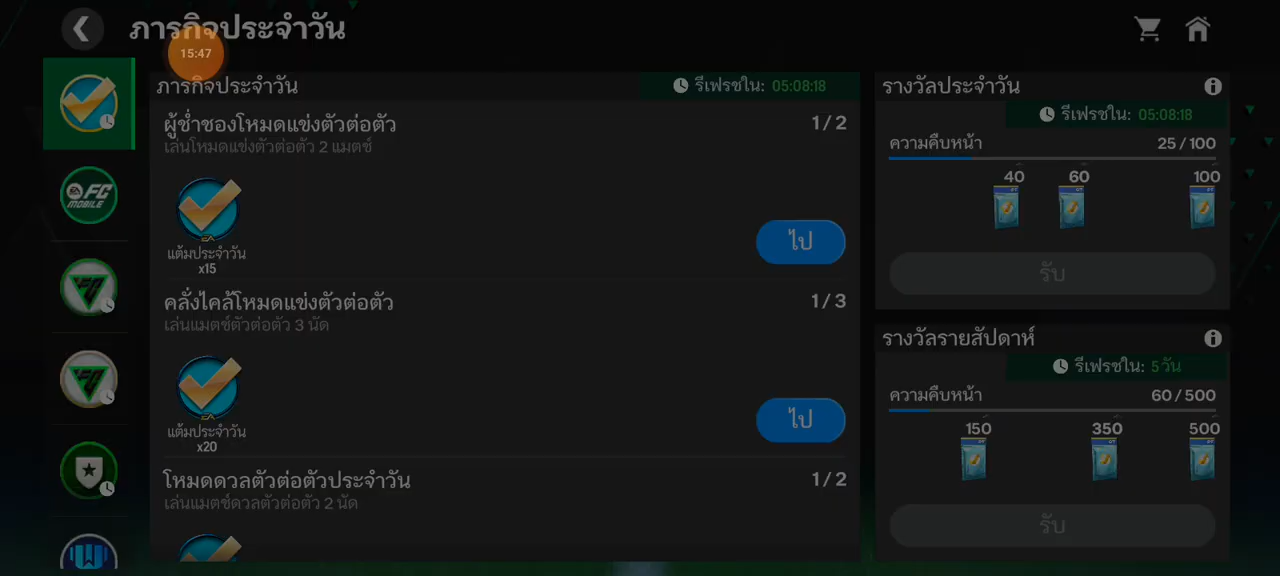 ภารกิจประจำวัน
15:47
ภารกิจประจำวัน
รีเฟรชใน: 05:08:18
ผู้ช่ำชองโหมดแข่งตัวต่อตัว
1/2
เล่นโหมดแข่งตัวต่อตัว 2 แมตช์
EA
แต้มประจำวัน
x15
ไป
คลั่งไคล้โหมดแข่งตัวต่อตัว
1/3
เล่นแมตช์ตัวต่อตัว 3 นัด
EA
แต้มประจำวัน
x20
ไป
โหมดดวลตัวต่อตัวประจำวัน
1/2
เล่นแมตช์ดวลตัวต่อตัว 2 นัด
EA FC
MOBILE
รางวัลประจำวัน
รีเฟรชใน: 05:08:18
ความคืบหน้า
25/100
40
60
100
รับ
รางวัลรายสัปดาห์
รีเฟรชใน: 5 วัน
ความคืบหน้า
60/500
150
350
500
รับ